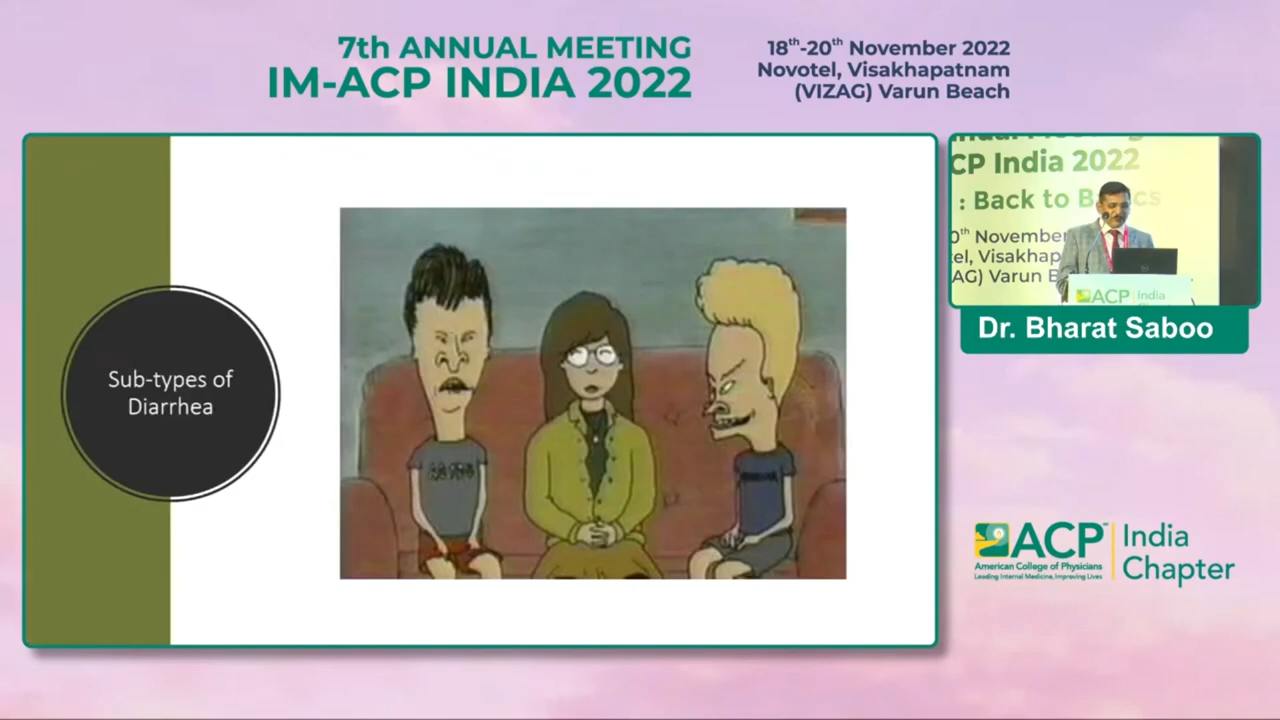 7th ANNUAL MEETING
IM-ACP INDIA 2022
18th-20th November 2022
Novotel, Visakhapatnam
(VIZAG) Varun Beach
Sub-types of
Diarrhea
CP India 2022
: Back to B cs
0th November
el, Visakhap
AG) Varun B
ACP India
Dr. Bharat Saboo
ACP
American College of Physicians
Leading Internal Medicine, Improving Lives
India
Chapter